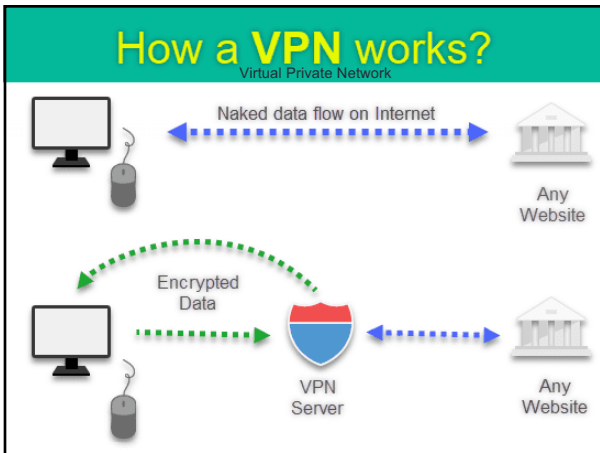 How a VPN works?
Virtual Private Network
Naked data flow on Internet
Any
Website
Encrypted
Data
VPN
Server
Any
Website